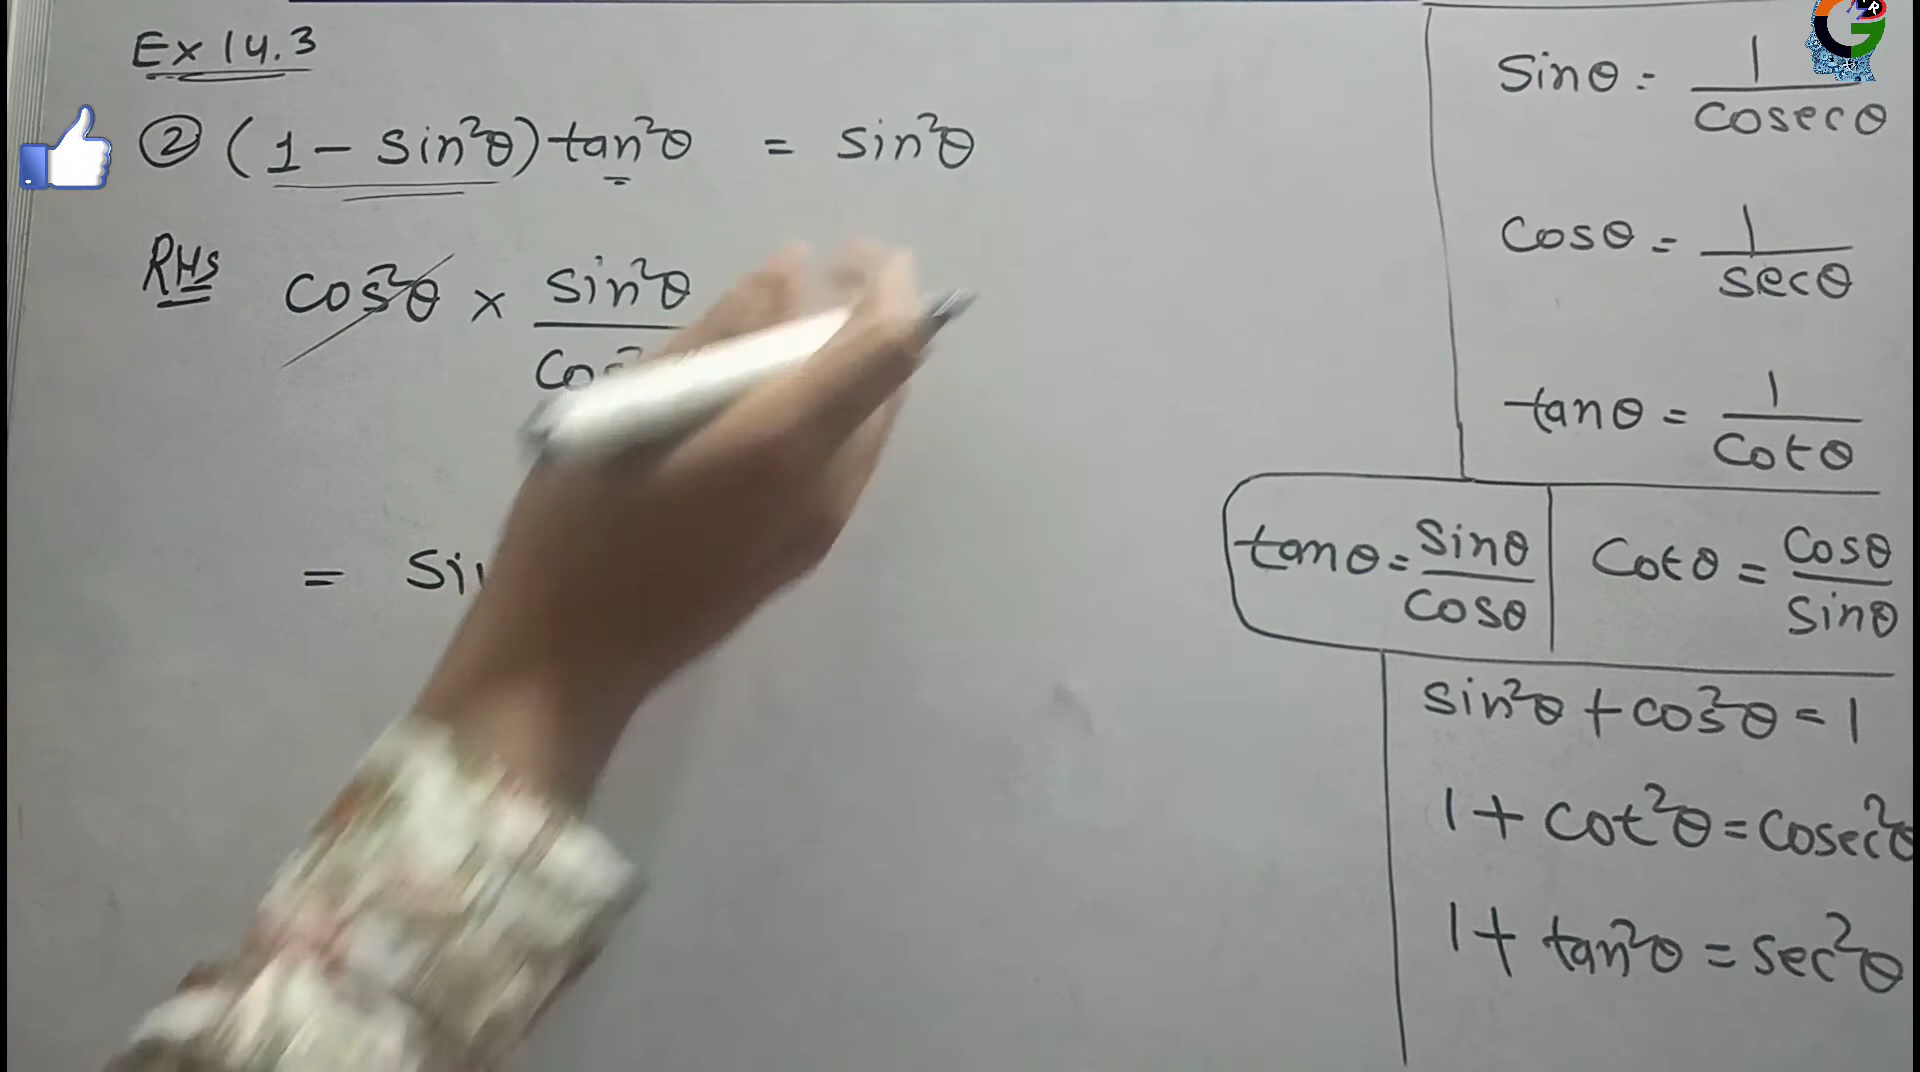 Ex 14.3
② (1 - sin²θ) tan²θ = sin²θ
RHS cos²θ × sin²θ
=
sinθ = 1/cosecθ
cosθ = 1/secθ
tanθ = 1/cotθ
tanθ = sinθ/cosθ | cotθ = cosθ/sinθ
sin²θ + cos²θ = 1
1 + cot²θ = cosec²θ
1 + tan²θ = sec²θ